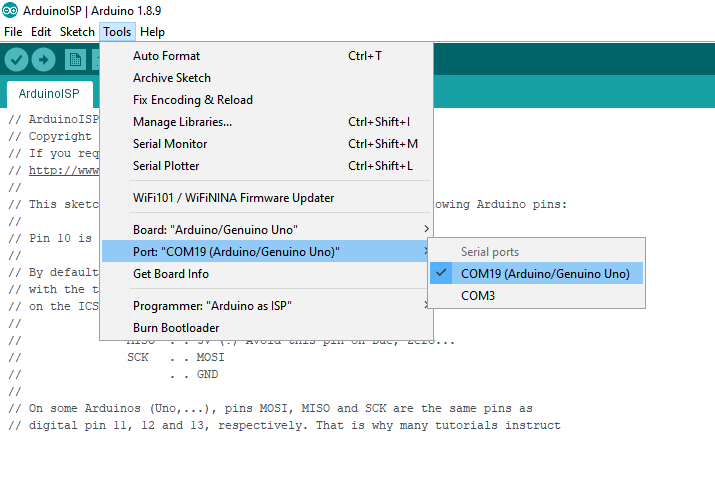 ArduinoISP | Arduino 1.8.9
File Edit Sketch Tools Help
ArduinoISP
Auto Format Ctrl+T
Archive Sketch
Fix Encoding & Reload
Manage Libraries... Ctrl+Shift+I
Serial Monitor Ctrl+Shift+M
Serial Plotter Ctrl+Shift+L
WiFi101 / WiFiNINA Firmware Updater
Board: "Arduino/Genuino Uno"
Port: "COM19 (Arduino/Genuino Uno)"
Get Board Info
Programmer: "Arduino as ISP"
Burn Bootloader
Serial ports
COM19 (Arduino/Genuino Uno)
COM3
// ArduinoISP
// Copyright
// If you req
// http://www
//
// This sketc owing Arduino pins:
//
// Pin 10 is
//
// By default
// with the t
// on the ICS
//
// MISO . . 5V (!) Avoid this pin on Due, Zero...
// SCK . . MOSI
// . . GND
//
// On some Arduinos (Uno,...), pins MOSI, MISO and SCK are the same pins as
// digital pin 11, 12 and 13, respectively. That is why many tutorials instruct